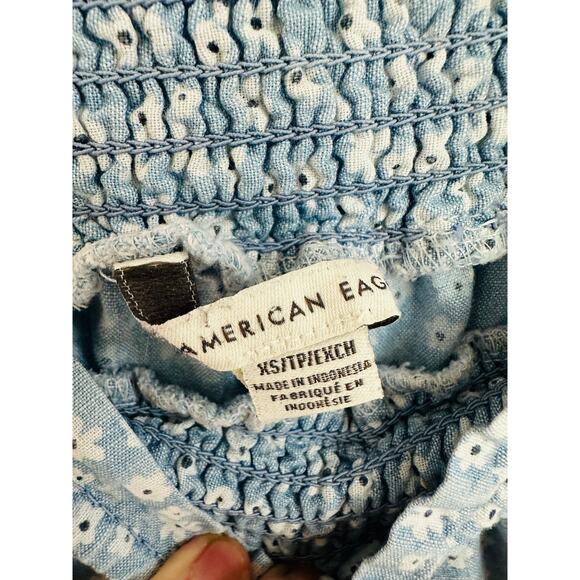 AMERICAN EAG
XS/TP/EXCH
MADE IN INDONESIA
FABRIQUÉ EN
INDONÉSIE